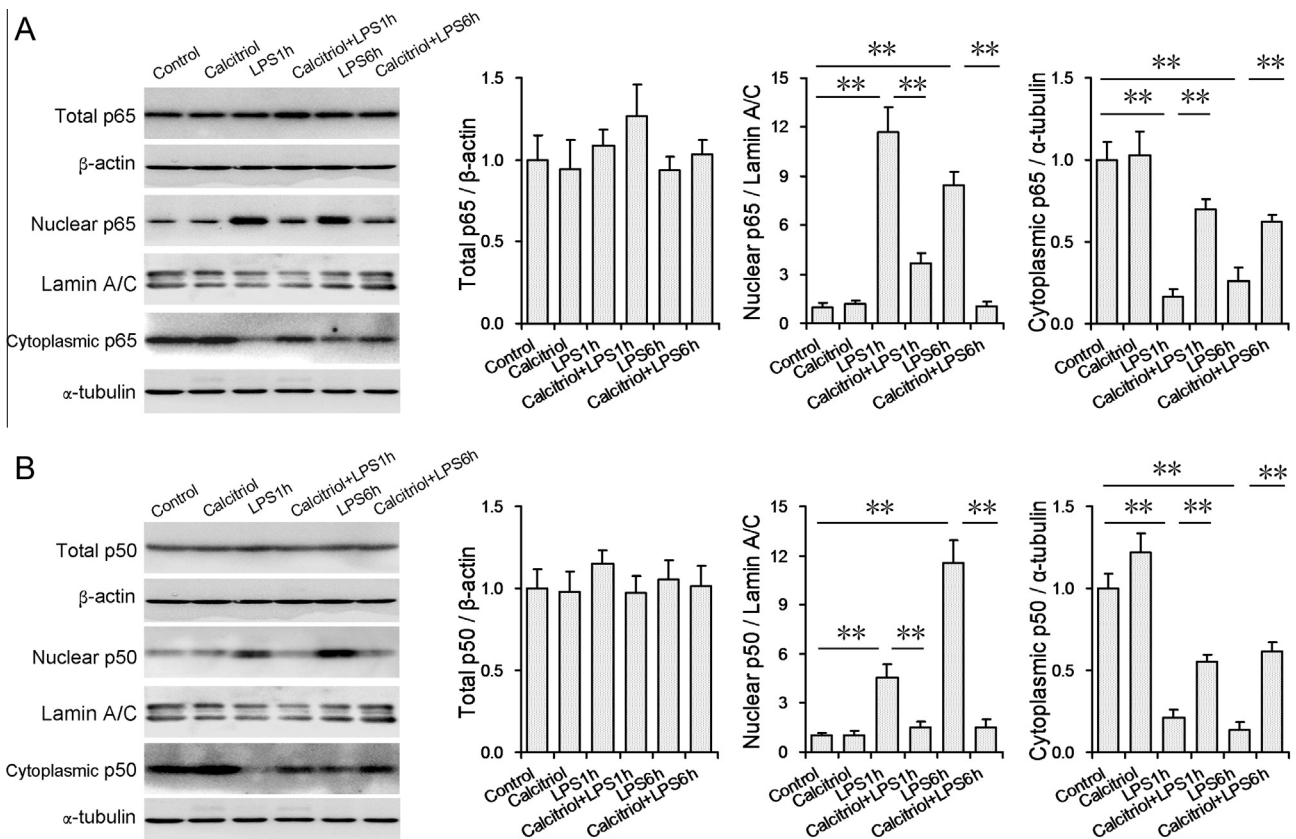 A
Control
Calcitriol
LPS1h
Calcitriol+LPS1h
LPS6h
Calcitriol+LPS6h
Total p65
β-actin
Nuclear p65
Lamin A/C
Cytoplasmic p65
α-tubulin
Total p65 / β-actin
1.5
1.0
0.5
0.0
Control
Calcitriol
LPS1h
Calcitriol+LPS1h
LPS6h
Calcitriol+LPS6h
Nuclear p65 / Lamin A/C
15
12
9
6
3
0
** ** ** **
Control
Calcitriol
LPS1h
Calcitriol+LPS1h
LPS6h
Calcitriol+LPS6h
Cytoplasmic p65 / α-tubulin
1.5
1.0
0.5
0.0
** ** ** **
Control
Calcitriol
LPS1h
Calcitriol+LPS1h
LPS6h
Calcitriol+LPS6h
B
Control
Calcitriol
LPS1h
Calcitriol+LPS1h
LPS6h
Calcitriol+LPS6h
Total p50
β-actin
Nuclear p50
Lamin A/C
Cytoplasmic p50
α-tubulin
Total p50 / β-actin
1.5
1.0
0.5
0.0
Control
Calcitriol
LPS1h
Calcitriol+LPS1h
LPS6h
Calcitriol+LPS6h
Nuclear p50 / Lamin A/C
15
12
9
6
3
0
** ** ** **
Control
Calcitriol
LPS1h
Calcitriol+LPS1h
LPS6h
Calcitriol+LPS6h
Cytoplasmic p50 / α-tubulin
1.5
1.0
0.5
0.0
** ** ** **
Control
Calcitriol
LPS1h
Calcitriol+LPS1h
LPS6h
Calcitriol+LPS6h